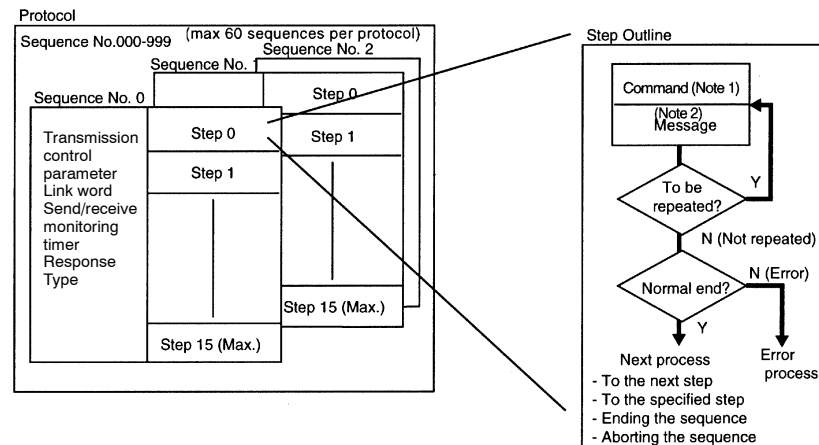 Protocol
Sequence No.000-999 (max 60 sequences per protocol)
Sequence No. 2
Sequence No. 1
Sequence No. 0
Step 0
Step 1
Step 15 (Max.)
Transmission
control
parameter
Link word
Send/receive
monitoring
timer
Response
Type
Step 0
Step 1
Step 15 (Max.)
Step Outline
Command (Note 1)
(Note 2)
Message
To be
repeated?
Y
N (Not repeated)
Normal end?
N (Error)
Y
Next process
- To the next step
- To the specified step
- Ending the sequence
- Aborting the sequence
Error
process